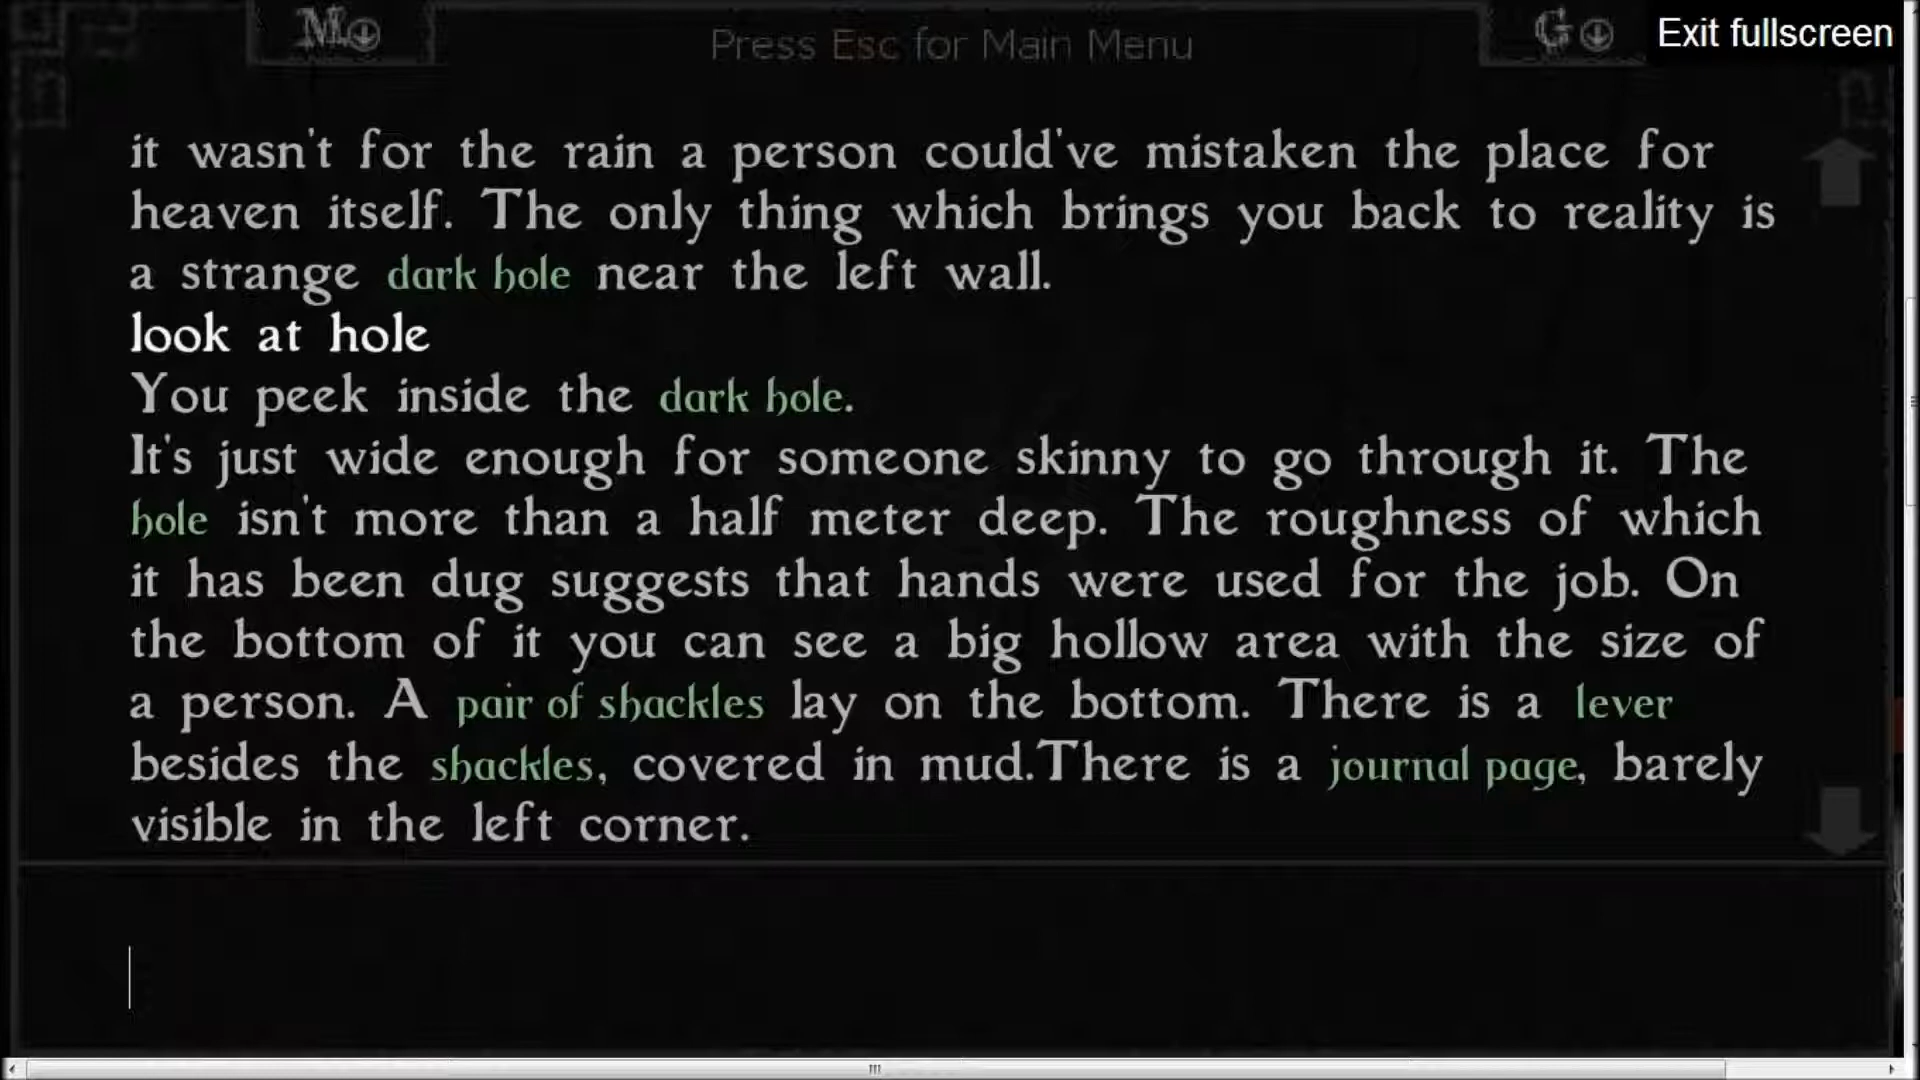 M
Press Esc for Main Menu
G
Exit fullscreen
it wasn't for the rain a person could've mistaken the place for
heaven itself. The only thing which brings you back to reality is
a strange dark hole near the left wall.
look at hole
You peek inside the dark hole.
It's just wide enough for someone skinny to go through it. The
hole isn't more than a half meter deep. The roughness of which
it has been dug suggests that hands were used for the job. On
the bottom of it you can see a big hollow area with the size of
a person. A pair of shackles lay on the bottom. There is a lever
besides the shackles, covered in mud.There is a journal page, barely
visible in the left corner.